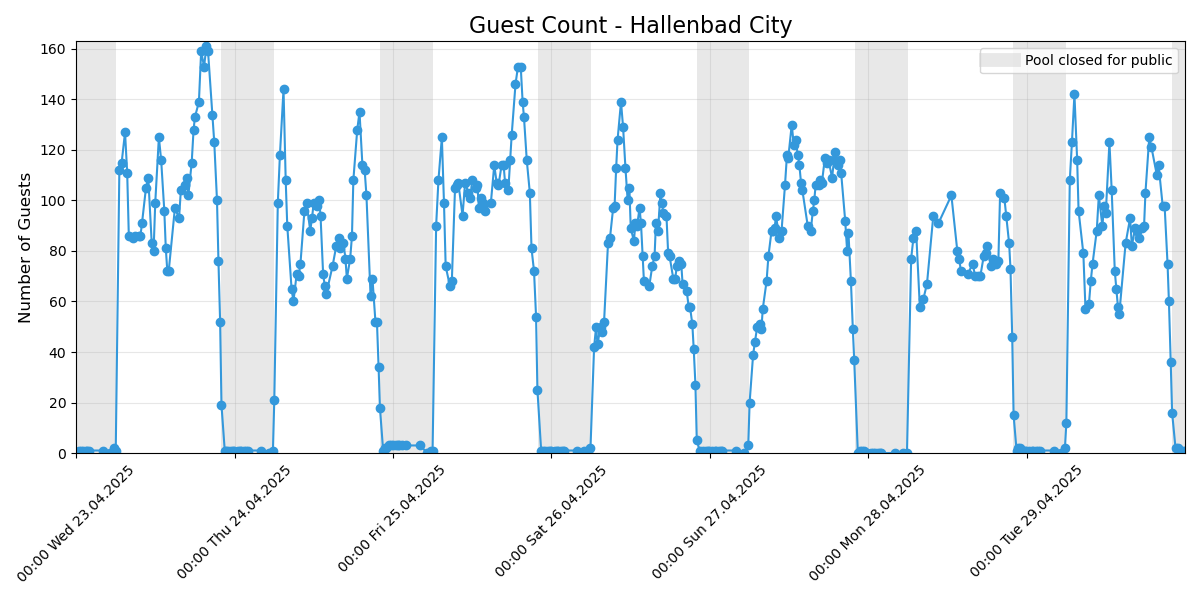 Guest Count - Hallenbad City
Number of Guests
160
140
120
100
80
60
40
20
0
Pool closed for public
00:00 Wed 23.04.2025
00:00 Thu 24.04.2025
00:00 Fri 25.04.2025
00:00 Sat 26.04.2025
00:00 Sun 27.04.2025
00:00 Mon 28.04.2025
00:00 Tue 29.04.2025